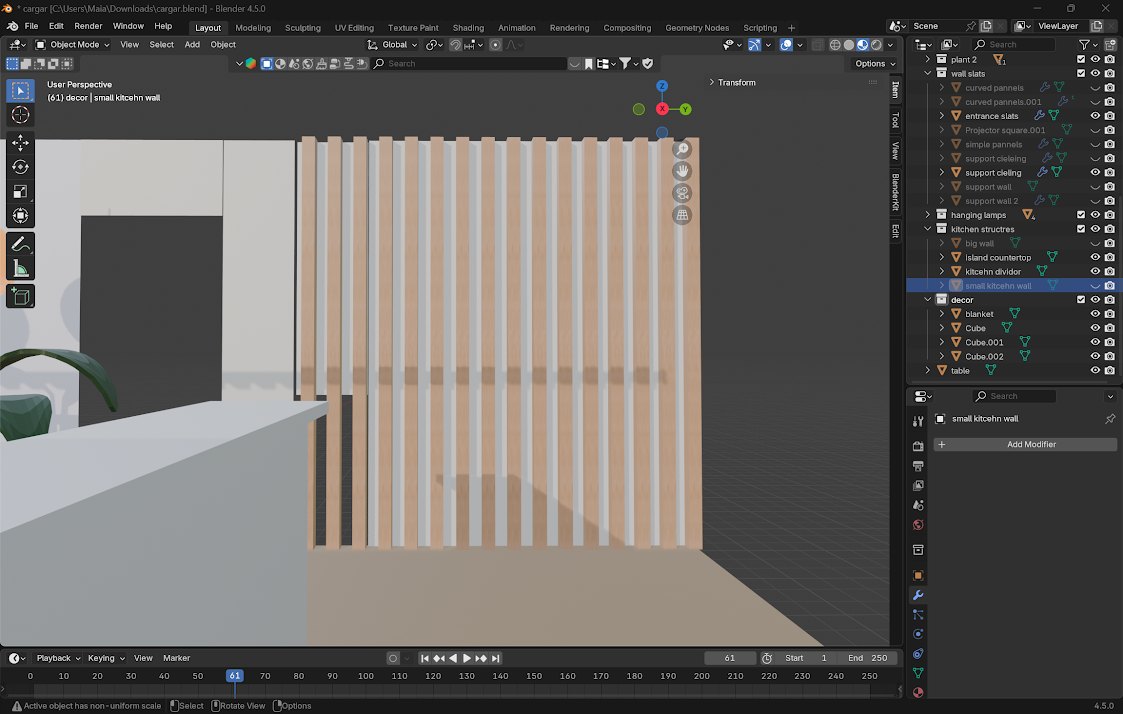 * cargar [C:\Users\Maia\Downloads\cargar.blend] - Blender 4.5.0
File Edit Render Window Help Layout Modeling Sculpting UV Editing Texture Paint Shading Animation Rendering Compositing Geometry Nodes Scripting + Scene ViewLayer
Object Mode View Select Add Object Global Search
Search Options
User Perspective
(61) decor | small kitcehn wall
Transform
Z
X
Y
Item
Tool
View
BlenderKit
Edit
plant 2 11
wall slats
curved pannels
curved pannels.001
entrance slats
Projector square.001
simple pannels
support cieleing
support cieling
support wall
support wall 2
hanging lamps 4
kitchen structres
big wall
island countertop
kitcehn dividor
small kitcehn wall
decor
blanket
Cube
Cube.001
Cube.002
table
Search
small kitcehn wall
+ Add Modifier
Playback Keying View Marker 61 Start 1 End 250
0 10 20 30 40 50 61 70 80 90 100 110 120 130 140 150 160 170 180 190 200 210 220 230 240 250
Active object has non-uniform scale Select Rotate View Options 4.5.0